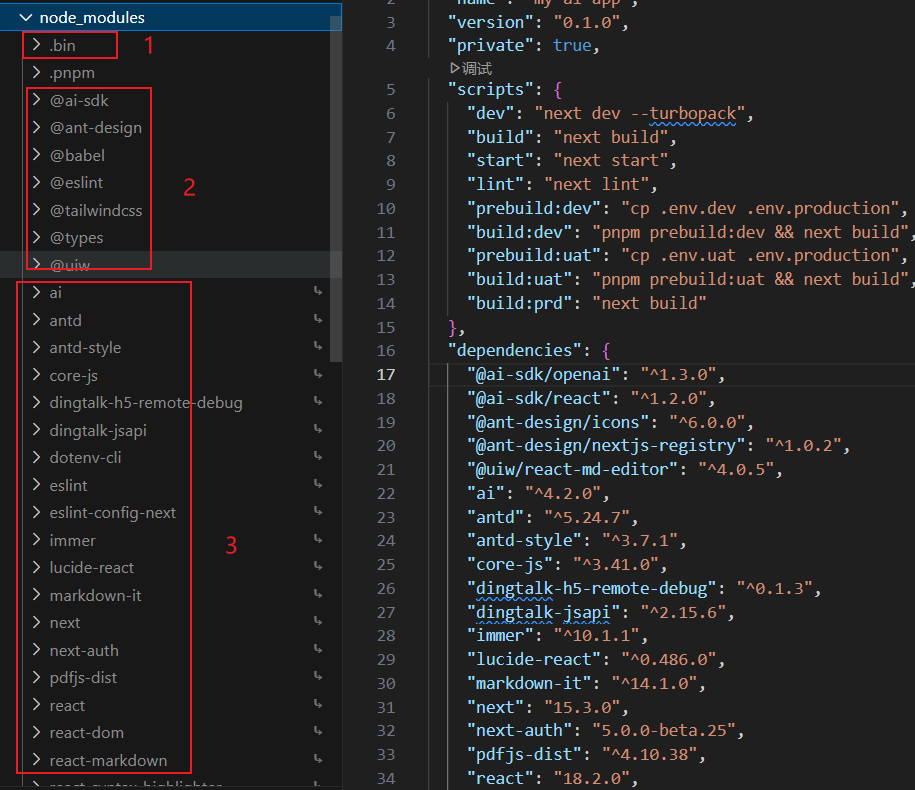 node_modules
.bin
1
.pnpm
@ai-sdk
@ant-design
@babel
@eslint
2
@tailwindcss
@types
@uiw
ai
antd
antd-style
core-js
dingtalk-h5-remote-debug
dingtalk-jsapi
dotenv-cli
eslint
eslint-config-next
immer
3
lucide-react
markdown-it
next
next-auth
pdfjs-dist
react
react-dom
react-markdown
react-syntax-highlighter
2 "name": "my-ai-app",
3 "version": "0.1.0",
4 "private": true,
调试
5 "scripts": {
6 "dev": "next dev --turbopack",
7 "build": "next build",
8 "start": "next start",
9 "lint": "next lint",
10 "prebuild:dev": "cp .env.dev .env.production",
11 "build:dev": "pnpm prebuild:dev && next build",
12 "prebuild:uat": "cp .env.uat .env.production",
13 "build:uat": "pnpm prebuild:uat && next build",
14 "build:prd": "next build"
15 },
16 "dependencies": {
17 "@ai-sdk/openai": "^1.3.0",
18 "@ai-sdk/react": "^1.2.0",
19 "@ant-design/icons": "^6.0.0",
20 "@ant-design/nextjs-registry": "^1.0.2",
21 "@uiw/react-md-editor": "^4.0.5",
22 "ai": "^4.2.0",
23 "antd": "^5.24.7",
24 "antd-style": "^3.7.1",
25 "core-js": "^3.41.0",
26 "dingtalk-h5-remote-debug": "^0.1.3",
27 "dingtalk-jsapi": "^2.15.6",
28 "immer": "^10.1.1",
29 "lucide-react": "^0.486.0",
30 "markdown-it": "^14.1.0",
31 "next": "15.3.0",
32 "next-auth": "5.0.0-beta.25",
33 "pdfjs-dist": "^4.10.38",
34 "react": "18.2.0",